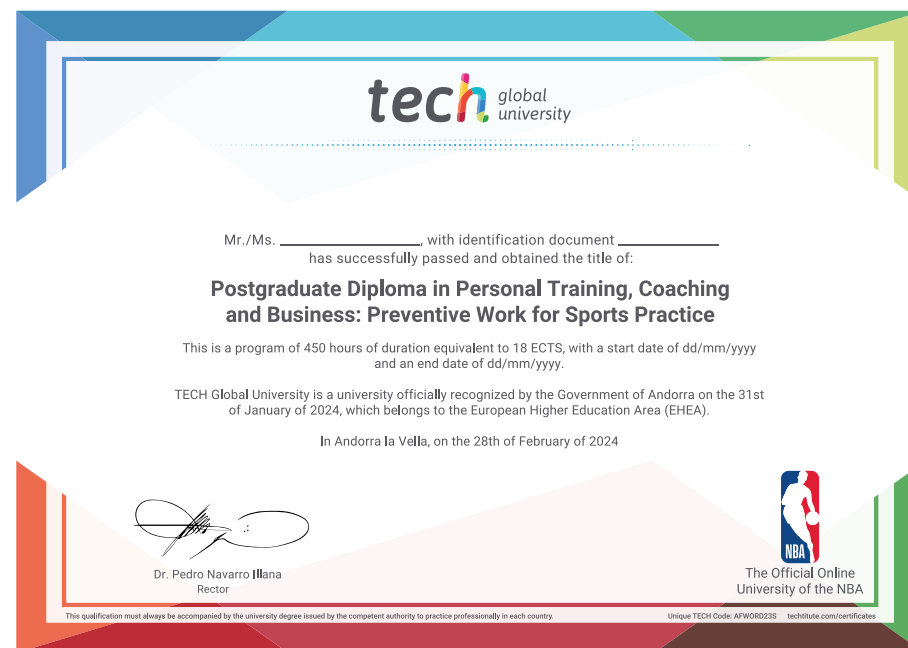 tech global
university
Mr./Ms. ____________, with identification document ____________
has successfully passed and obtained the title of:
Postgraduate Diploma in Personal Training, Coaching
and Business: Preventive Work for Sports Practice
This is a program of 450 hours of duration equivalent to 18 ECTS, with a start date of dd/mm/yyyy
and an end date of dd/mm/yyyy.
TECH Global University is a university officially recognized by the Government of Andorra on the 31st
of January of 2024, which belongs to the European Higher Education Area (EHEA).
In Andorra la Vella, on the 28th of February of 2024
NBA
Dr. Pedro Navarro Illana
Rector
The Official Online
University of the NBA
This qualification must always be accompanied by the university degree issued by the competent authority to practice professionally in each country.
Unique TECH Code: AFWORD23S techtitute.com/certificates